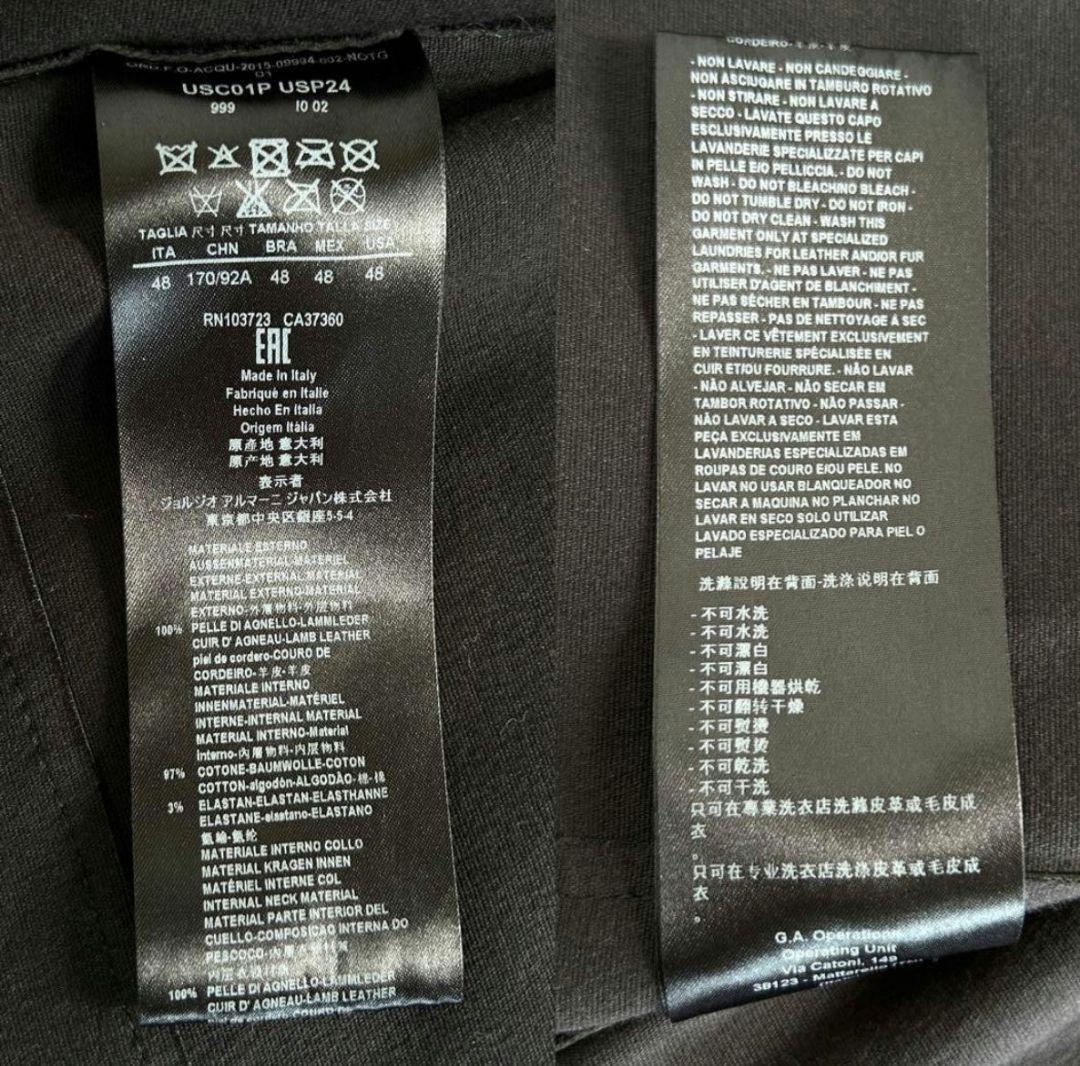 01
USC01P USP24
999 I0 02
TAGLIA 尺寸 尺寸 TAMANHO TALLA SIZE
ITA CHN BRA MEX USA
48 170/92A 48 48 48
RN103723 CA37360
EAC
Made In Italy
Fabriqué en Italie
Hecho En Italia
Origem Itália
原產地 意大利
原产地 意大利
表示者
ジョルジオ アルマーニ ジャパン株式会社
東京都中央区銀座5-5-4
MATERIALE ESTERNO
AUSSENMATERIAL-MATERIEL
EXTERNE-EXTERNAL MATERIAL
MATERIAL EXTERNO-MATERIAL
EXTERNO-外層物料-外层物料
100% PELLE DI AGNELLO-LAMMLEDER
CUIR D' AGNEAU-LAMB LEATHER
piel de cordero-COURO DE
CORDEIRO-羊皮-羊皮
MATERIALE INTERNO
INNENMATERIAL-MATÉRIEL
INTERNE-INTERNAL MATERIAL
MATERIAL INTERNO-Material
interno-內層物料-内层物料
97% COTONE-BAUMWOLLE-COTON
COTTON-algodón-ALGODÃO-棉-棉
3% ELASTAN-ELASTAN-ELASTHANNE
ELASTANE-elastano-ELASTANO
氨綸-氨纶
MATERIALE INTERNO COLLO
MATERIAL KRAGEN INNEN
MATÉRIEL INTERNE COL
INTERNAL NECK MATERIAL
MATERIAL PARTE INTERIOR DEL
CUELLO-COMPOSIÇAO INTERNA DO
PESCOCO-內層
100% PELLE DI AGNELLO-LAMMLEDER
CUIR D' AGNEAU-LAMB LEATHER
piel de cordero-COURO DE
CORDEIRO-羊皮-羊皮
- NON LAVARE - NON CANDEGGIARE -
NON ASCIUGARE IN TAMBURO ROTATIVO
- NON STIRARE - NON LAVARE A
SECCO - LAVATE QUESTO CAPO
ESCLUSIVAMENTE PRESSO LE
LAVANDERIE SPECIALIZZATE PER CAPI
IN PELLE E/O PELLICCIA. - DO NOT
WASH - DO NOT BLEACHINO BLEACH -
DO NOT TUMBLE DRY - DO NOT IRON -
DO NOT DRY CLEAN - WASH THIS
GARMENT ONLY AT SPECIALIZED
LAUNDRIES FOR LEATHER AND/OR FUR
GARMENTS. - NE PAS LAVER - NE PAS
UTILISER D'AGENT DE BLANCHIMENT -
NE PAS SÉCHER EN TAMBOUR - NE PAS
REPASSER - PAS DE NETTOYAGE À SEC
- LAVER CE VÊTEMENT EXCLUSIVEMENT
EN TEINTURERIE SPÉCIALISÉE EN
CUIR ET/OU FOURRURE. - NÃO LAVAR
- NÃO ALVEJAR - NÃO SECAR EM
TAMBOR ROTATIVO - NÃO PASSAR -
NÃO LAVAR A SECO - LAVAR ESTA
PEÇA EXCLUSIVAMENTE EM
LAVANDERIAS ESPECIALIZADAS EM
ROUPAS DE COURO E/OU PELE. NO
LAVAR NO USAR BLANQUEADOR NO
SECAR A MAQUINA NO PLANCHAR NO
LAVAR EN SECO SOLO UTILIZAR
LAVADO ESPECIALIZADO PARA PIEL O
PELAJE
洗滌說明在背面-洗涤说明在背面
- 不可水洗
- 不可水洗
- 不可漂白
- 不可漂白
- 不可用機器烘乾
- 不可翻转干燥
- 不可熨燙
- 不可熨烫
- 不可乾洗
- 不可干洗
只可在專業洗衣店洗滌皮革或毛皮成
衣
。
只可在专业洗衣店洗涤皮革或毛皮成
衣
。
G.A. Operations
Operating Unit
Via Catoni, 149
38123 - Mattarello